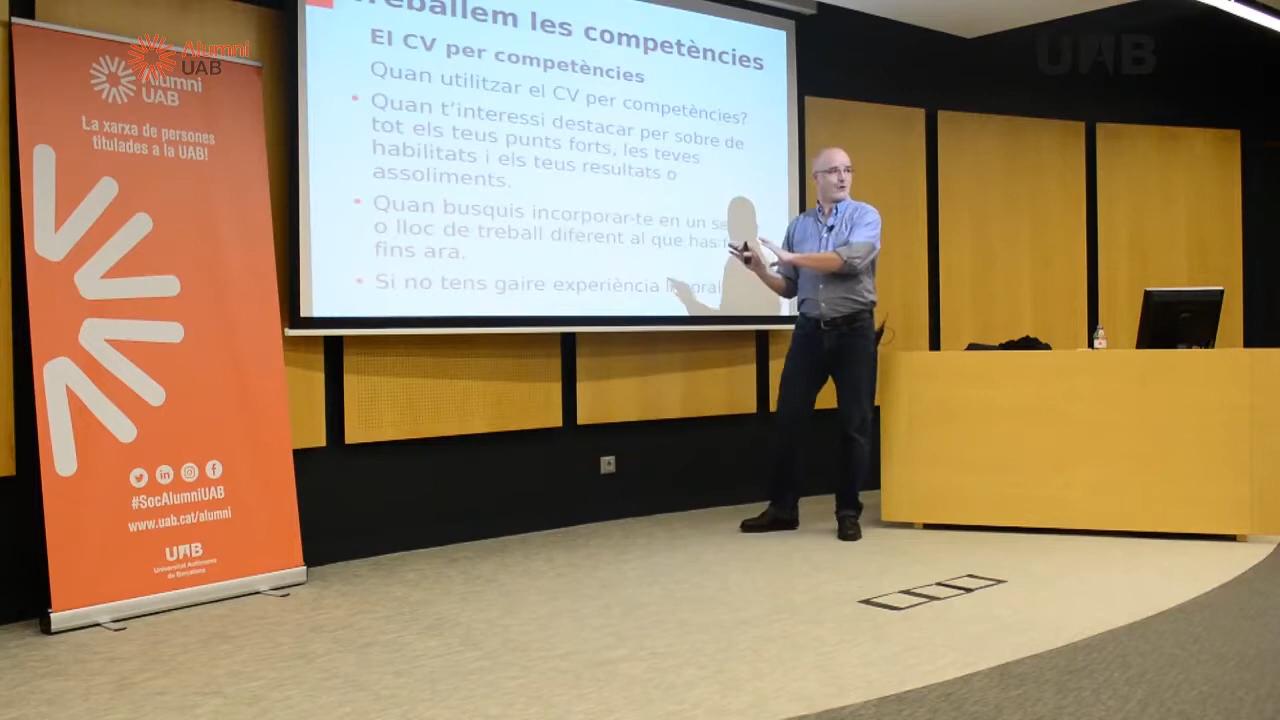 Alumni
UAB
Alumni
UAB
La xarxa de persones
titulades a la UAB!
#SocAlumniUAB
www.uab.cat/alumni
UAB
Universitat Autònoma
de Barcelona
Treballem les competències
El CV per competències
Quan utilitzar el CV per competències?
• Quan t'interessi destacar per sobre de
tot els teus punts forts, les teves
habilitats i els teus resultats o
assoliments.
• Quan busquis incorporar-te en un
o lloc de treball diferent al que has
fins ara.
• Si no tens gaire experiència laboral
UAB